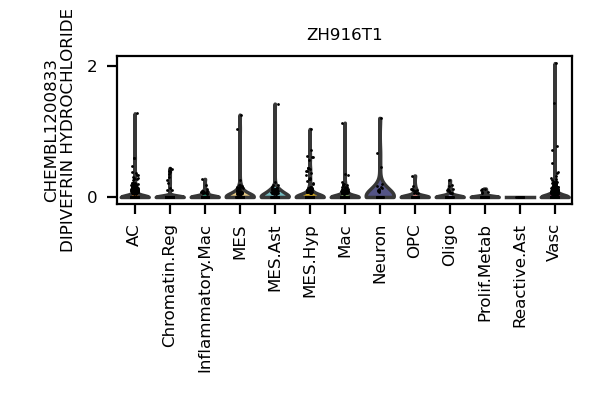 ZH916T1
CHEMBL1200833
DIPIVEFRIN HYDROCHLORIDE
2
0
AC
Chromatin.Reg
Inflammatory.Mac
MES
MES.Ast
MES.Hyp
Mac
Neuron
OPC
Oligo
Prolif.Metab
Reactive.Ast
Vasc